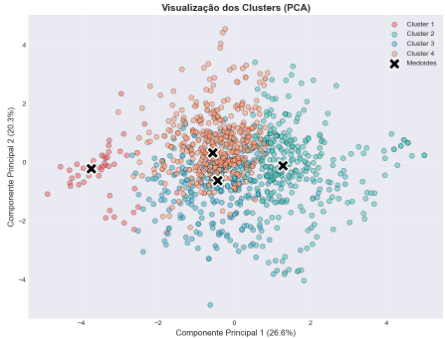 Visualização dos Clusters (PCA)
Cluster 1
Cluster 2
Cluster 3
Cluster 4
Medoides
4
2
0
−2
−4
Componente Principal 2 (20.3%)
−4
−2
0
2
4
Componente Principal 1 (26.6%)